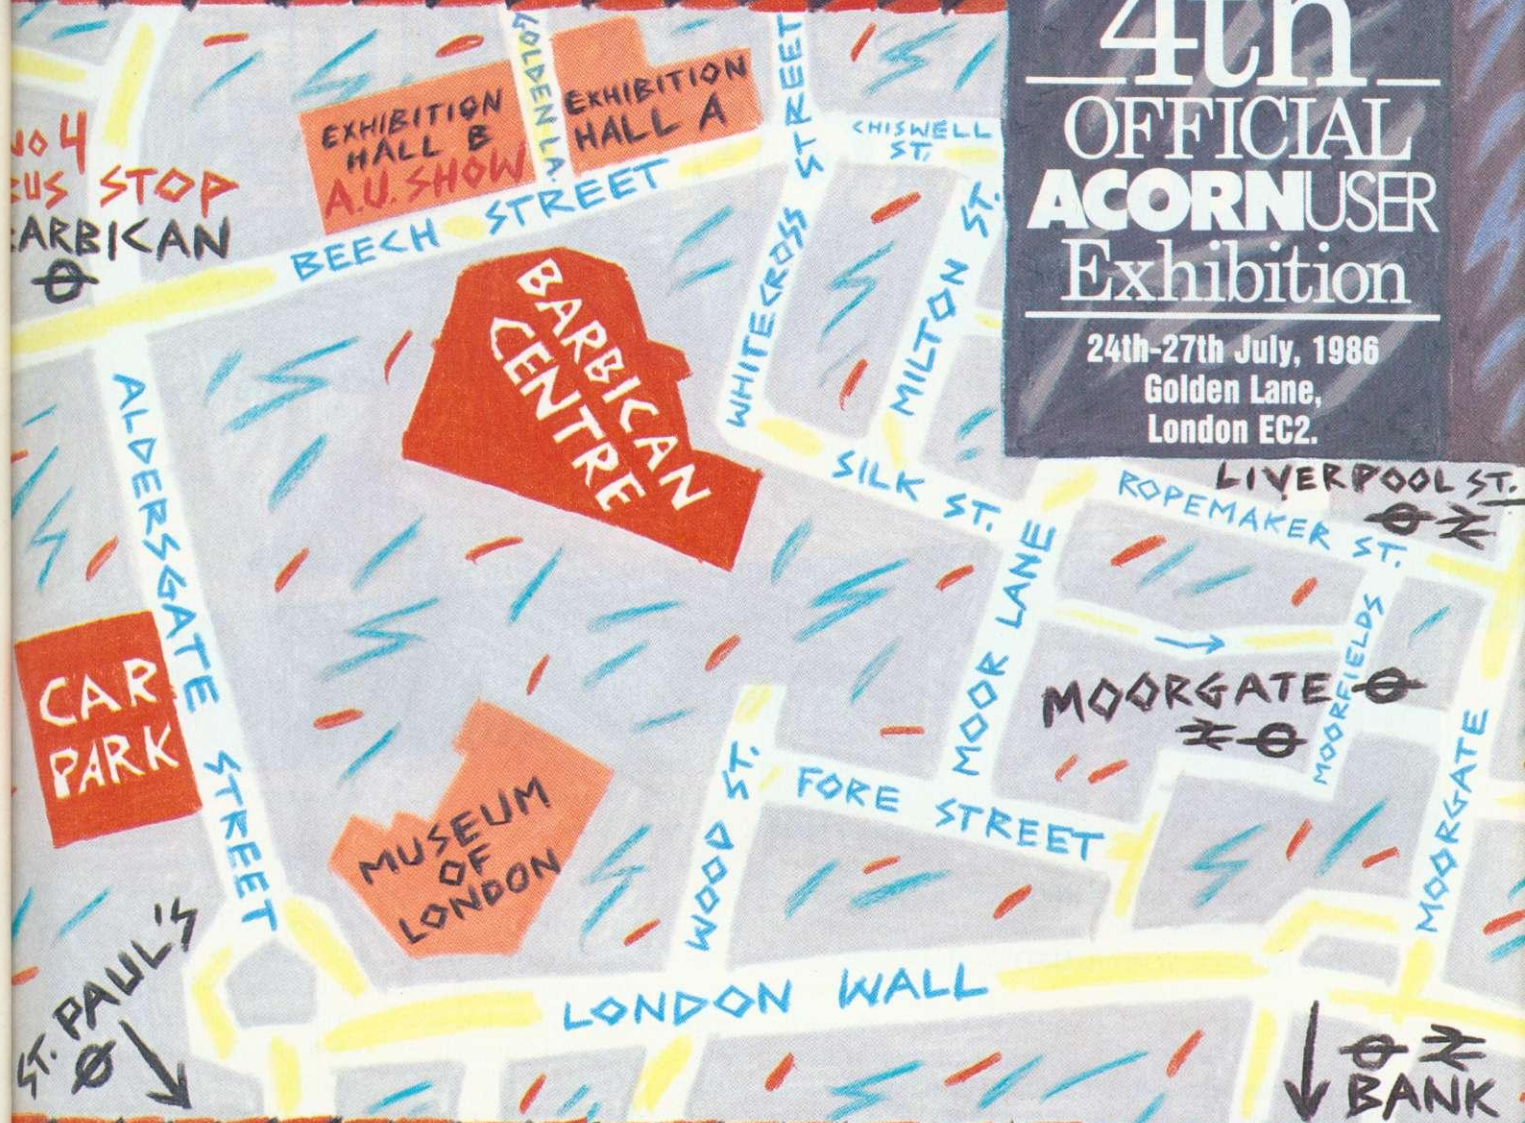 4th
OFFICIAL
ACORNUSER
Exhibition
24th-27th July, 1986
Golden Lane,
London EC2.
GOLDEN LA.
EXHIBITION
HALL B
A.U. SHOW
EXHIBITION
HALL A
WHITECROSS STREET
CHISWELL
ST.
No 4
BUS STOP
BARBICAN
BEECH STREET
BARBICAN
CENTRE
MILTON ST.
SILK ST.
ROPEMAKER ST.
LIVERPOOL ST.
ALDERSGATE STREET
MOOR LANE
CAR
PARK
MOORGATE
MOORFIELDS
MOORGATE
MUSEUM
OF
LONDON
WOOD ST.
FORE STREET
LONDON WALL
ST. PAUL'S
BANK